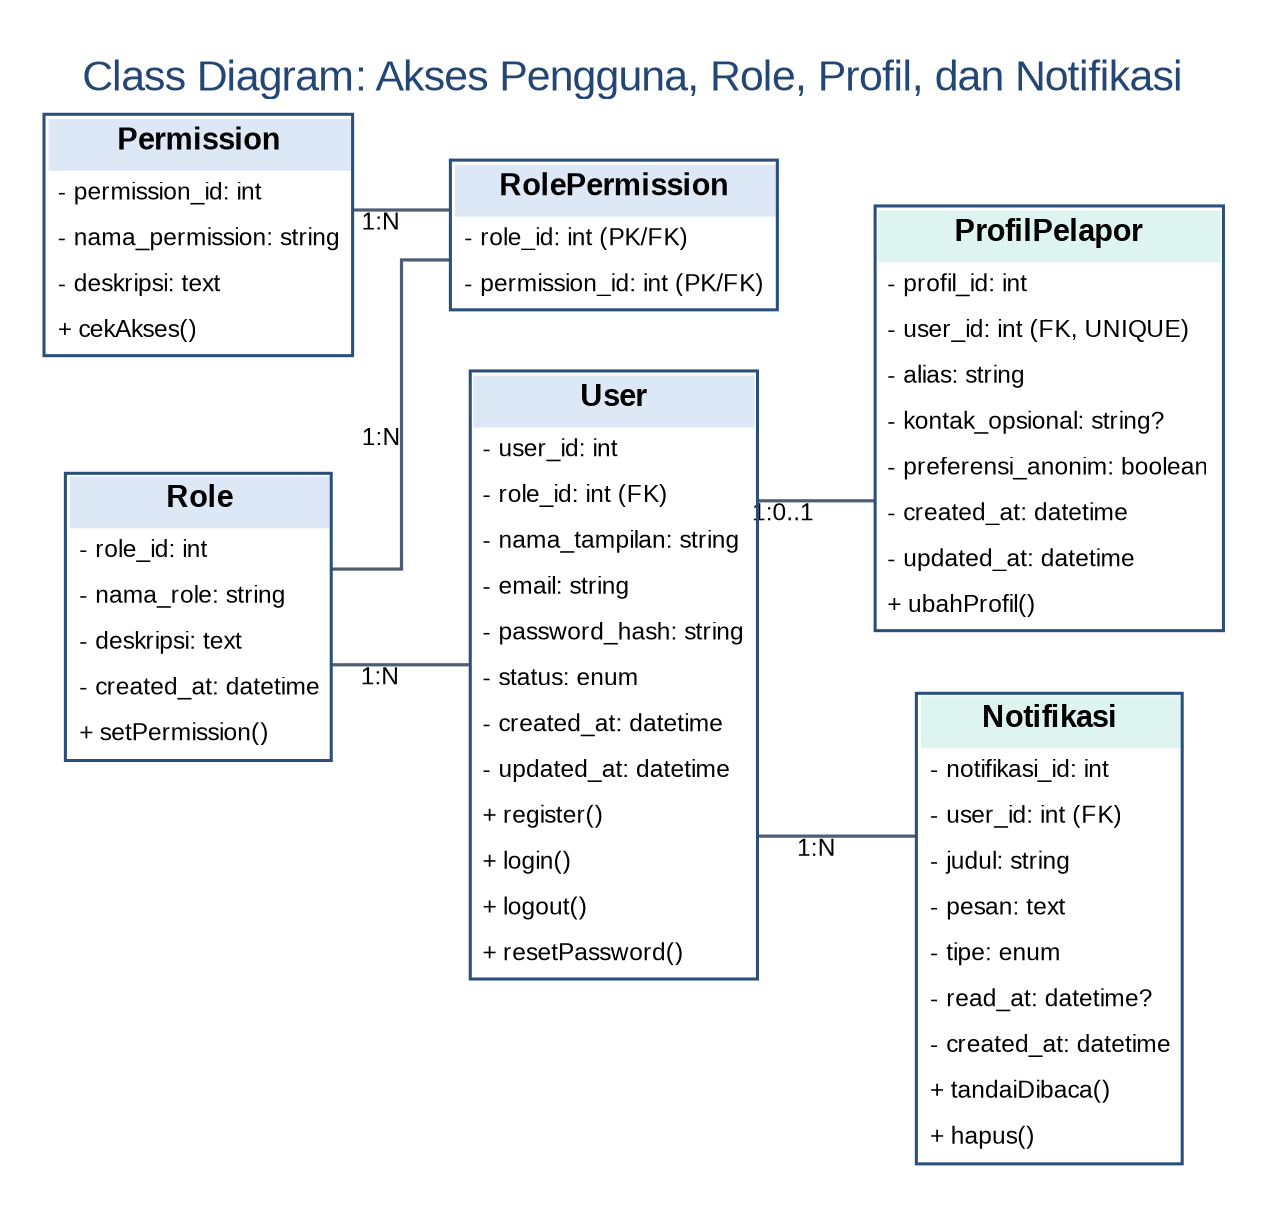 Class Diagram: Akses Pengguna, Role, Profil, dan Notifikasi
Permission
- permission_id: int
- nama_permission: string
- deskripsi: text
+ cekAkses()
1:N
RolePermission
- role_id: int (PK/FK)
- permission_id: int (PK/FK)
1:N
Role
- role_id: int
- nama_role: string
- deskripsi: text
- created_at: datetime
+ setPermission()
1:N
User
- user_id: int
- role_id: int (FK)
- nama_tampilan: string
- email: string
- password_hash: string
- status: enum
- created_at: datetime
- updated_at: datetime
+ register()
+ login()
+ logout()
+ resetPassword()
1:0..1
ProfilPelapor
- profil_id: int
- user_id: int (FK, UNIQUE)
- alias: string
- kontak_opsional: string?
- preferensi_anonim: boolean
- created_at: datetime
- updated_at: datetime
+ ubahProfil()
1:N
Notifikasi
- notifikasi_id: int
- user_id: int (FK)
- judul: string
- pesan: text
- tipe: enum
- read_at: datetime?
- created_at: datetime
+ tandaiDibaca()
+ hapus()